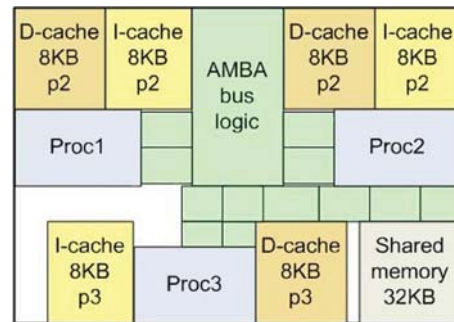 D-cache
8KB
p2
I-cache
8KB
p2
AMBA
bus
logic
D-cache
8KB
p2
I-cache
8KB
p2
Proc1
Proc2
I-cache
8KB
p3
Proc3
D-cache
8KB
p3
Shared
memory
32KB